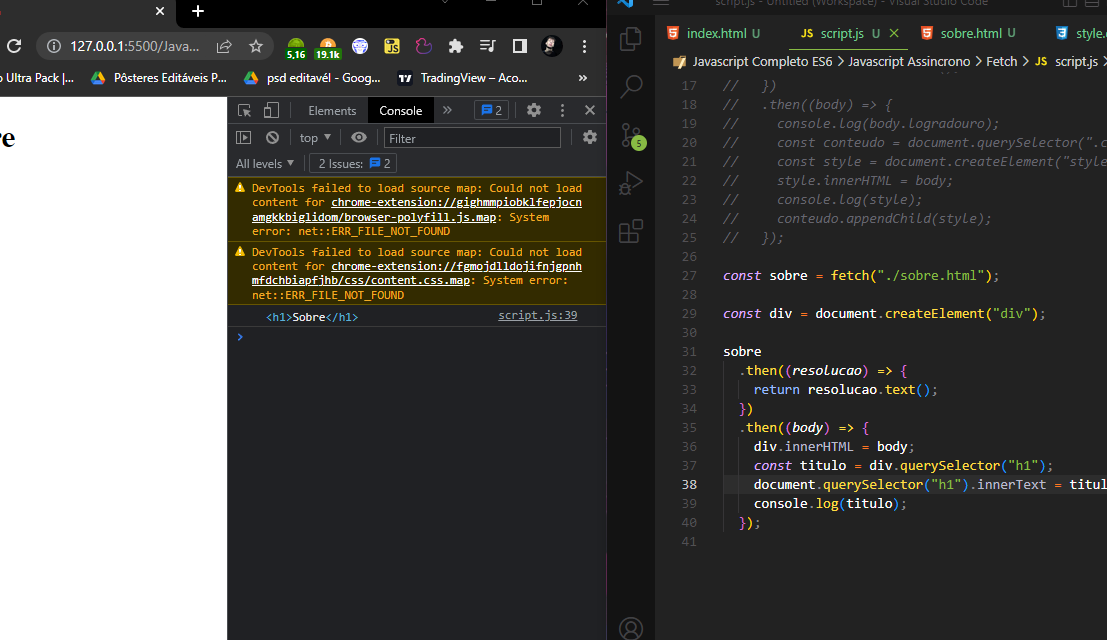 127.0.0.1:5500/Java...
5,16
19.1k
JS
Ultra Pack |...
Pôsteres Editáveis P...
psd editavél - Goog...
TradingView – Aco...
»
re
Elements
Console
»
2
top
Filter
All levels
2 Issues:
2
DevTools failed to load source map: Could not load
content for chrome-extension://gighmmpiobklfepjocn
amgkkbiglidom/browser-polyfill.js.map: System
error: net::ERR_FILE_NOT_FOUND
DevTools failed to load source map: Could not load
content for chrome-extension://fgmojdlldojifnjgpnh
mfdchbiapfjhb/css/content.css.map: System error:
net::ERR_FILE_NOT_FOUND
<h1>Sobre</h1>
script.js:39
script.js - Untitled (Workspace) - Visual Studio Code
index.html U
JS script.js U
sobre.html U
style.
Javascript Completo ES6 > Javascript Assincrono > Fetch > JS script.js >
5
17 //   })
18 //   .then((body) => {
19 //     console.log(body.logradouro);
20 //     const conteudo = document.querySelector(".c
21 //     const style = document.createElement("style
22 //     style.innerHTML = body;
23 //     console.log(style);
24 //     conteudo.appendChild(style);
25 //   });
26
27 const sobre = fetch("./sobre.html");
28
29 const div = document.createElement("div");
30
31 sobre
32   .then((resolucao) => {
33     return resolucao.text();
34   })
35   .then((body) => {
36     div.innerHTML = body;
37     const titulo = div.querySelector("h1");
38     document.querySelector("h1").innerText = titul
39     console.log(titulo);
40   });
41